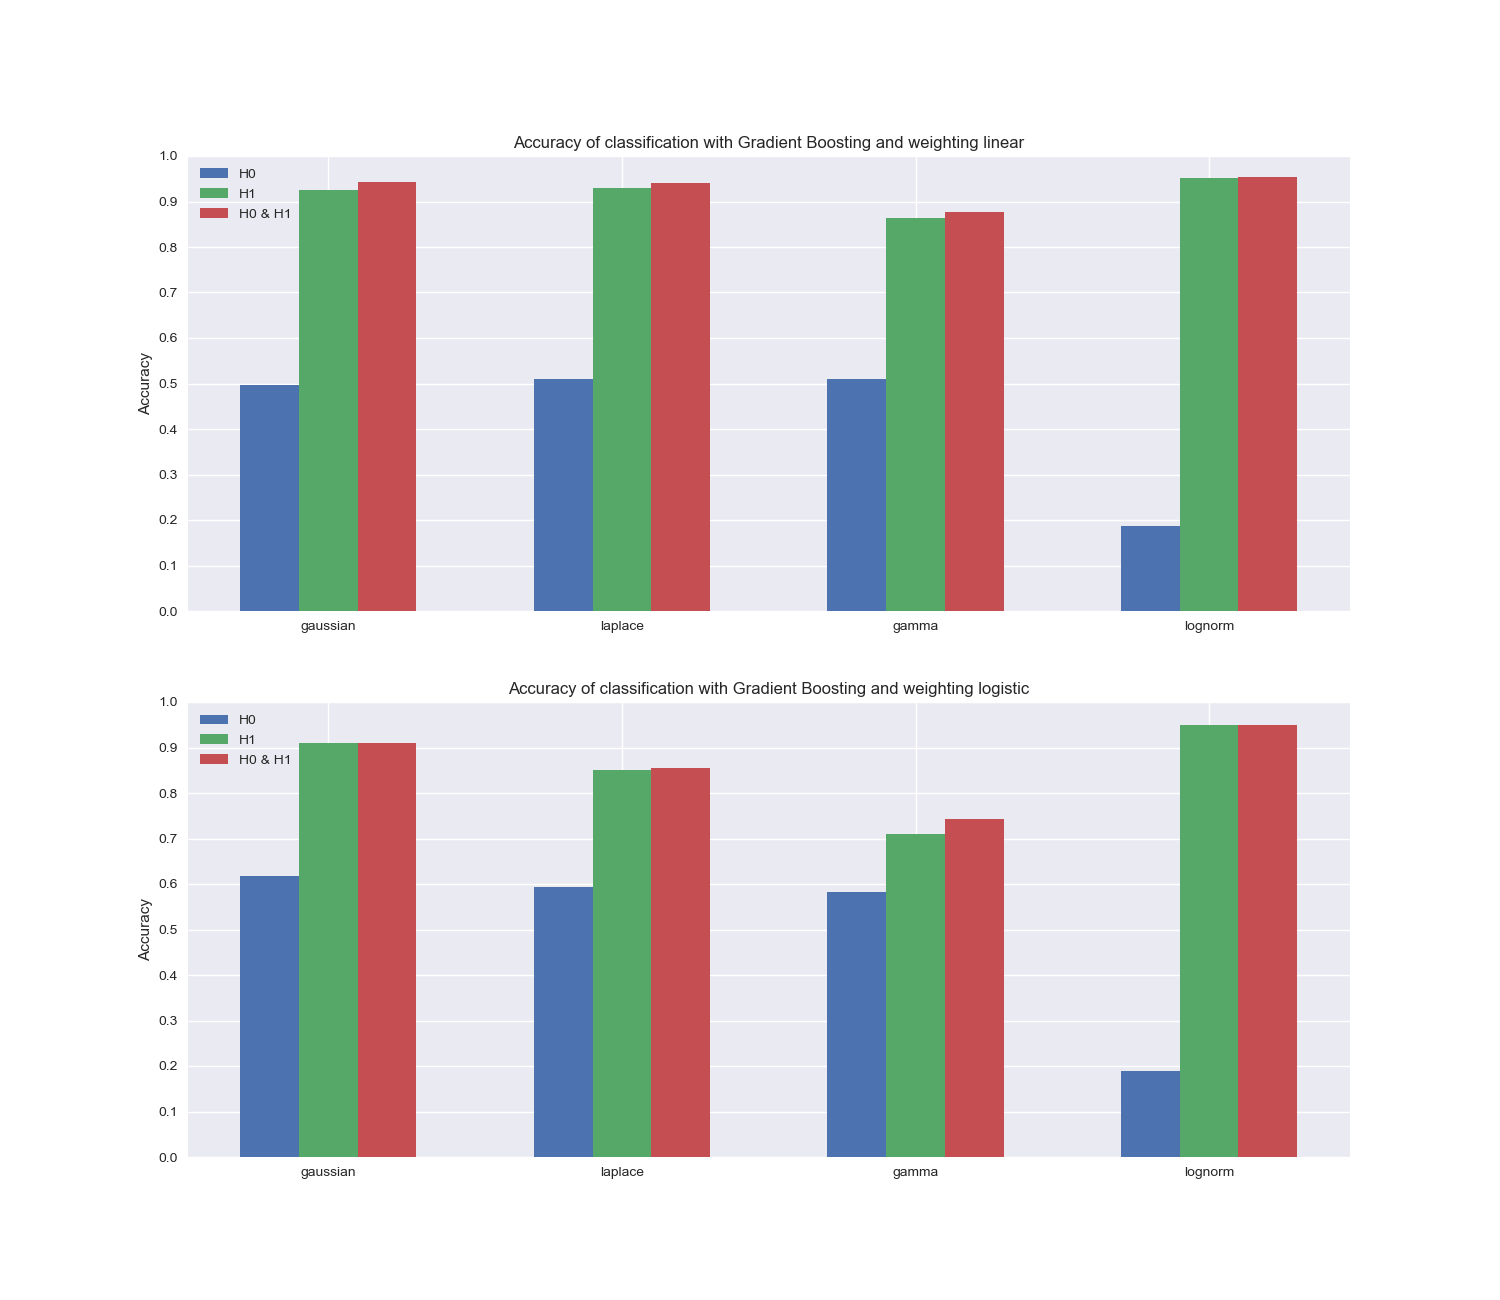 Accuracy of classification with Gradient Boosting and weighting linear
1.0
0.9
0.8
0.7
0.6
0.5
0.4
0.3
0.2
0.1
0.0
Accuracy
H0
H1
H0 & H1
gaussian laplace gamma lognorm
Accuracy of classification with Gradient Boosting and weighting logistic
1.0
0.9
0.8
0.7
0.6
0.5
0.4
0.3
0.2
0.1
0.0
Accuracy
H0
H1
H0 & H1
gaussian laplace gamma lognorm